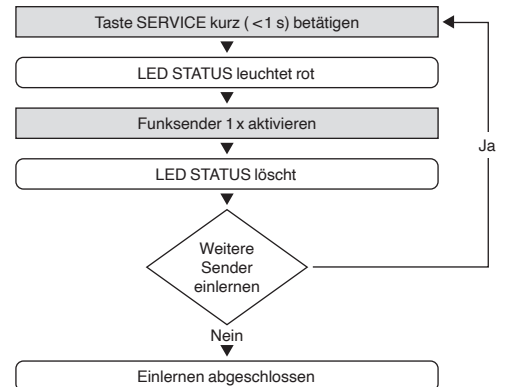 Taste SERVICE kurz (<1 s) betätigen
LED STATUS leuchtet rot
Funksender 1 x aktivieren
Ja
LED STATUS löscht
Weitere
Sender
einlernen
Nein
Einlernen abgeschlossen